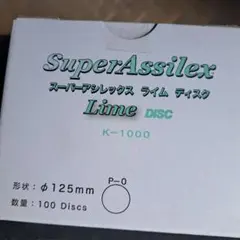 SuperAssilex
スーパーアシレックス ライム ディスク
Lime DISC
K-1000
P-0
形状：φ125mm
数量：100 Discs